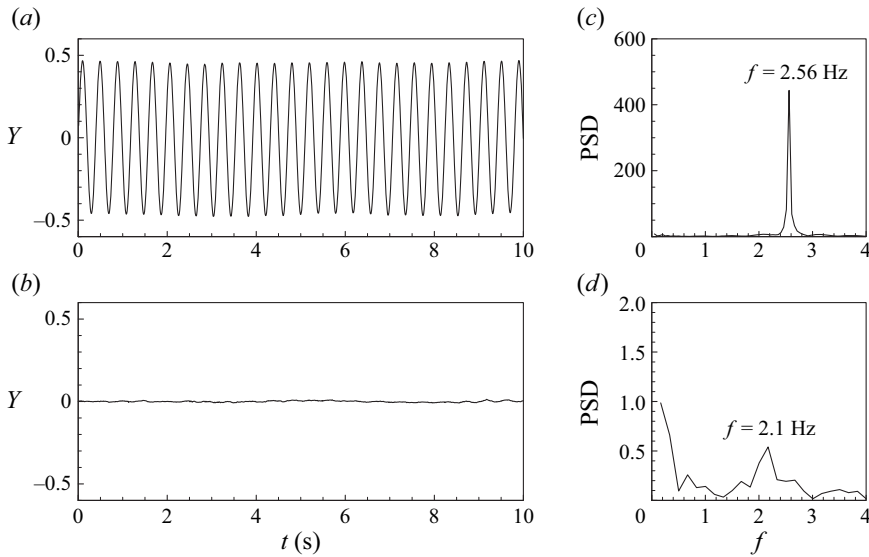 (a)
0.5
Y
0
–0.5
0 2 4 6 8 10
(c)
600
400
200
0
PSD
f = 2.56 Hz
1 2 3 4
(b)
0.5
Y
0
–0.5
0 2 4 6 8 10
t (s)
(d)
2.0
1.5
1.0
0.5
PSD
f = 2.1 Hz
0 1 2 3 4
f